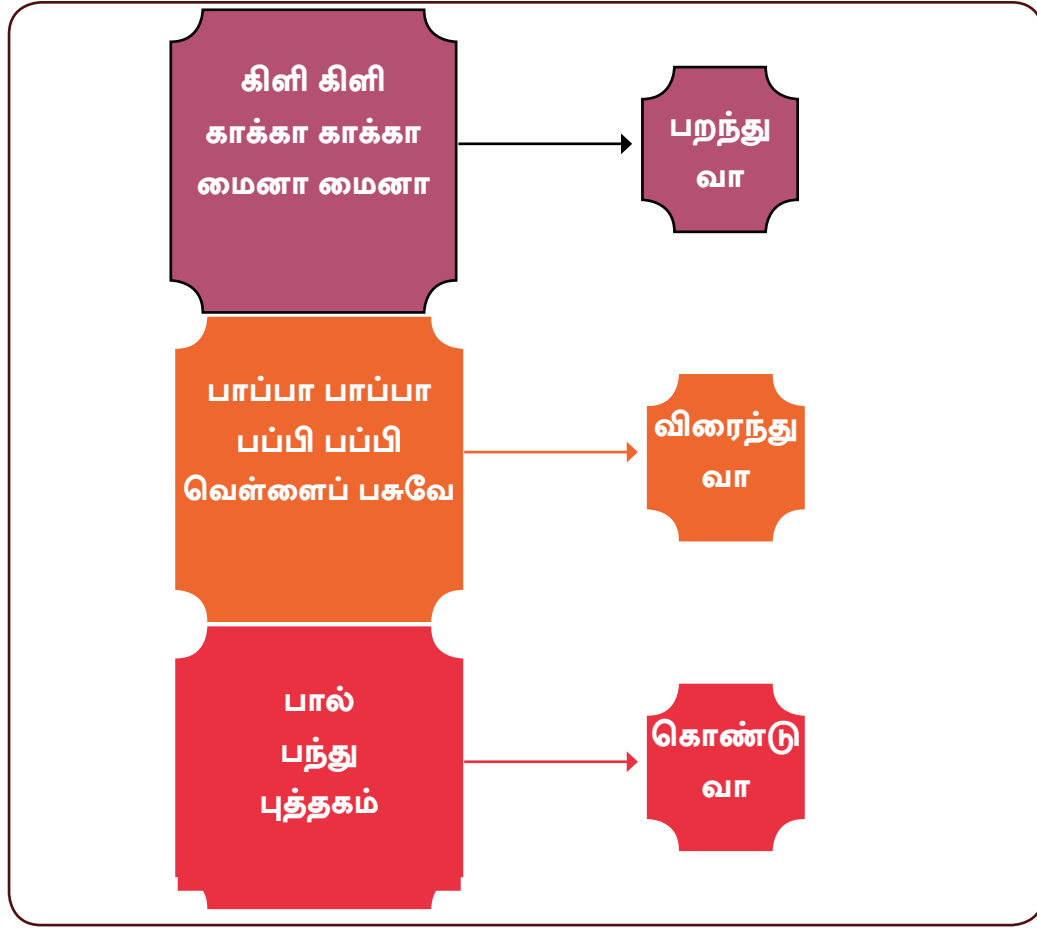 கிளி கிளி
காக்கா காக்கா
மைனா மைனா
பறந்து
வா
பாப்பா பாப்பா
பப்பி பப்பி
வெள்ளைப் பசுவே
விரைந்து
வா
பால்
பந்து
புத்தகம்
கொண்டு
வா